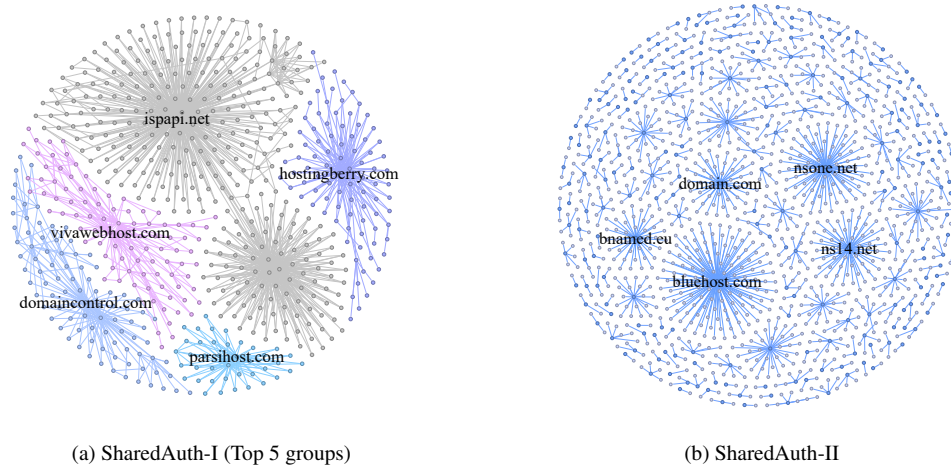 ispapi.net
hostingberry.com
vivawebhost.com
domaincontrol.com
parsihost.com
(a) SharedAuth-I (Top 5 groups)
nsone.net
domain.com
bnamed.eu
ns14.net
bluehost.com
(b) SharedAuth-II